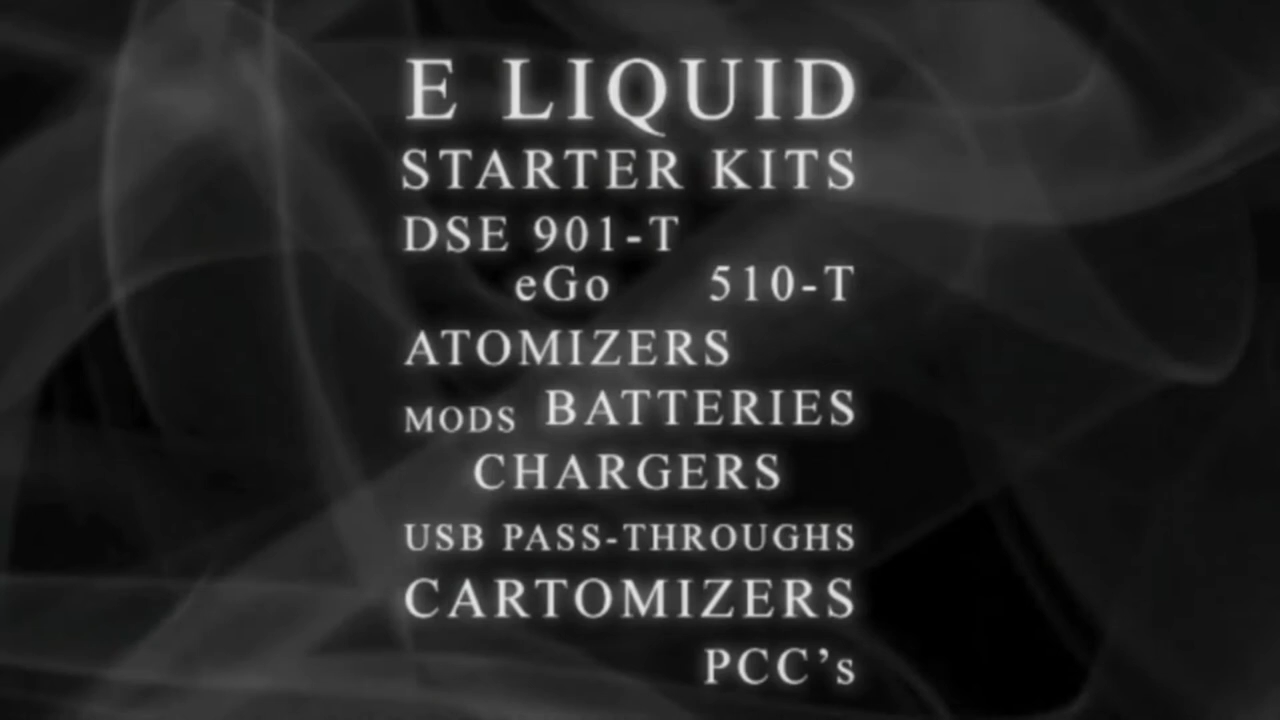 E LIQUID
STARTER KITS
DSE 901-T
eGo 510-T
ATOMIZERS
MODS BATTERIES
CHARGERS
USB PASS-THROUGHS
CARTOMIZERS
PCC’s